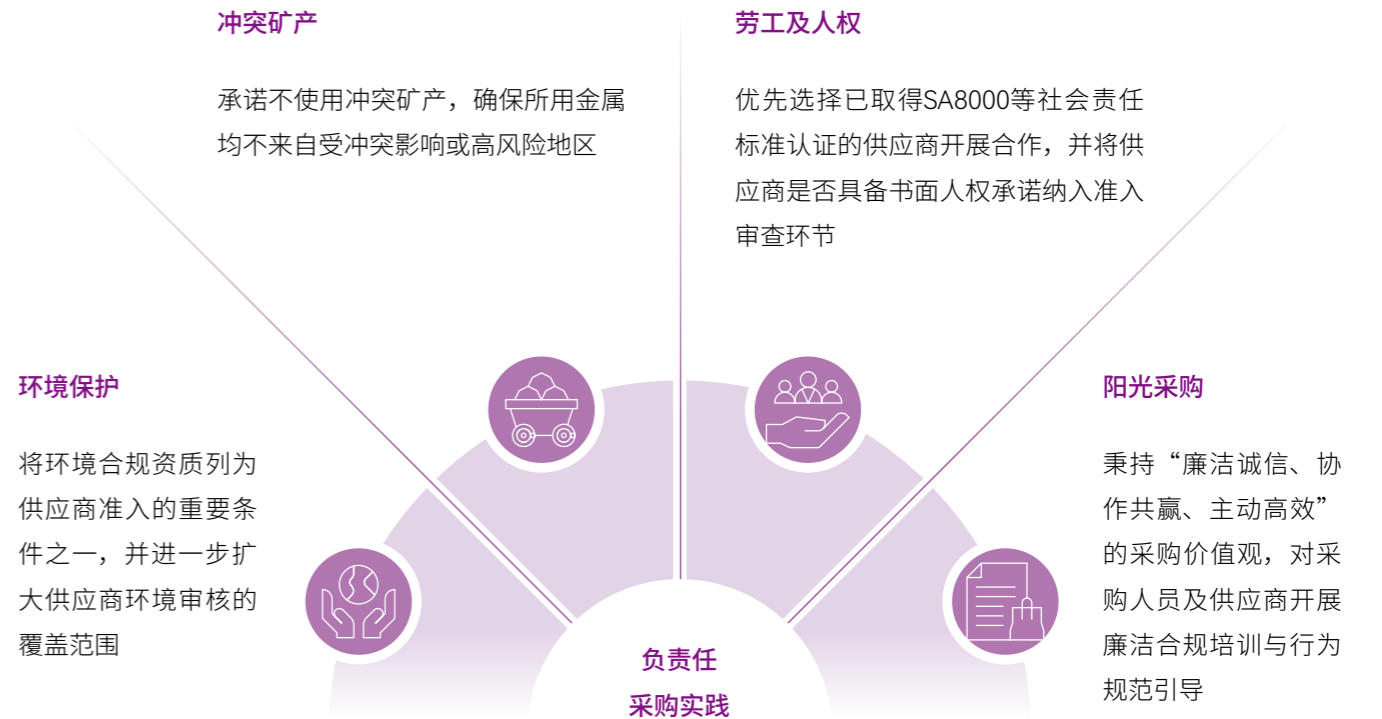 冲突矿产
承诺不使用冲突矿产，确保所用金属
均不来自受冲突影响或高风险地区
劳工及人权
优先选择已取得SA8000等社会责任
标准认证的供应商开展合作，并将供
应商是否具备书面人权承诺纳入准入
审查环节
环境保护
将环境合规资质列为
供应商准入的重要条
件之一，并进一步扩
大供应商环境审核的
覆盖范围
阳光采购
秉持“廉洁诚信、协
作共赢、主动高效”
的采购价值观，对采
购人员及供应商开展
廉洁合规培训与行为
规范引导
负责任
采购实践